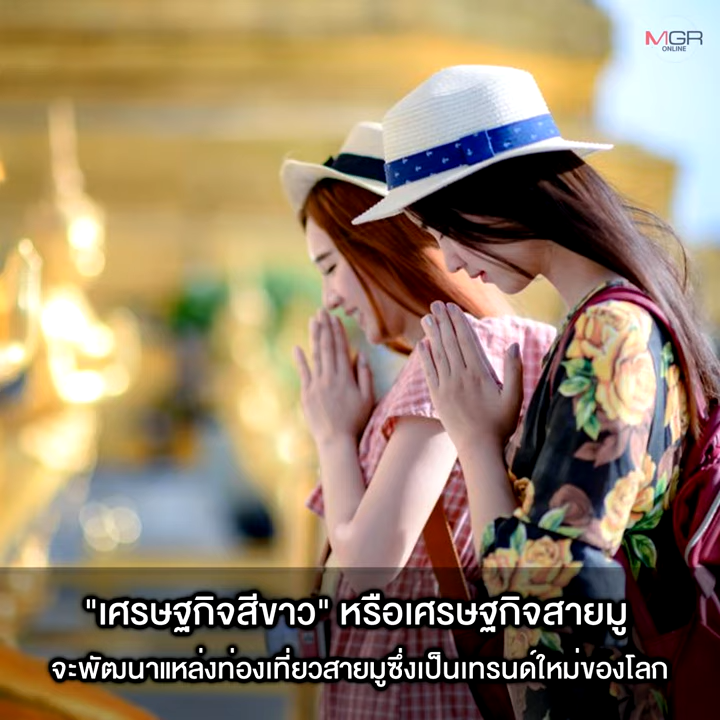 MGR
ONLINE
"เศรษฐกิจสีขาว" หรือเศรษฐกิจสายมู
จะพัฒนาแหล่งท่องเที่ยวสายมูซึ่งเป็นเทรนด์ใหม่ของโลก